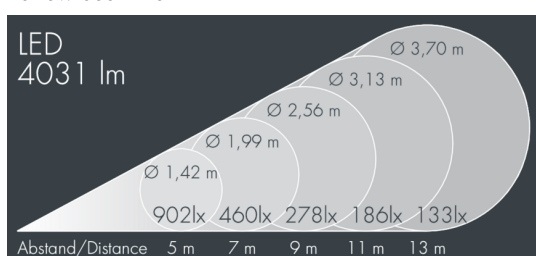 LED
4031 lm
Ø 3,70 m
Ø 3,13 m
Ø 2,56 m
Ø 1,99 m
Ø 1,42 m
902lx 460lx 278lx 186lx 133lx
Abstand/Distance 5 m 7 m 9 m 11 m 13 m